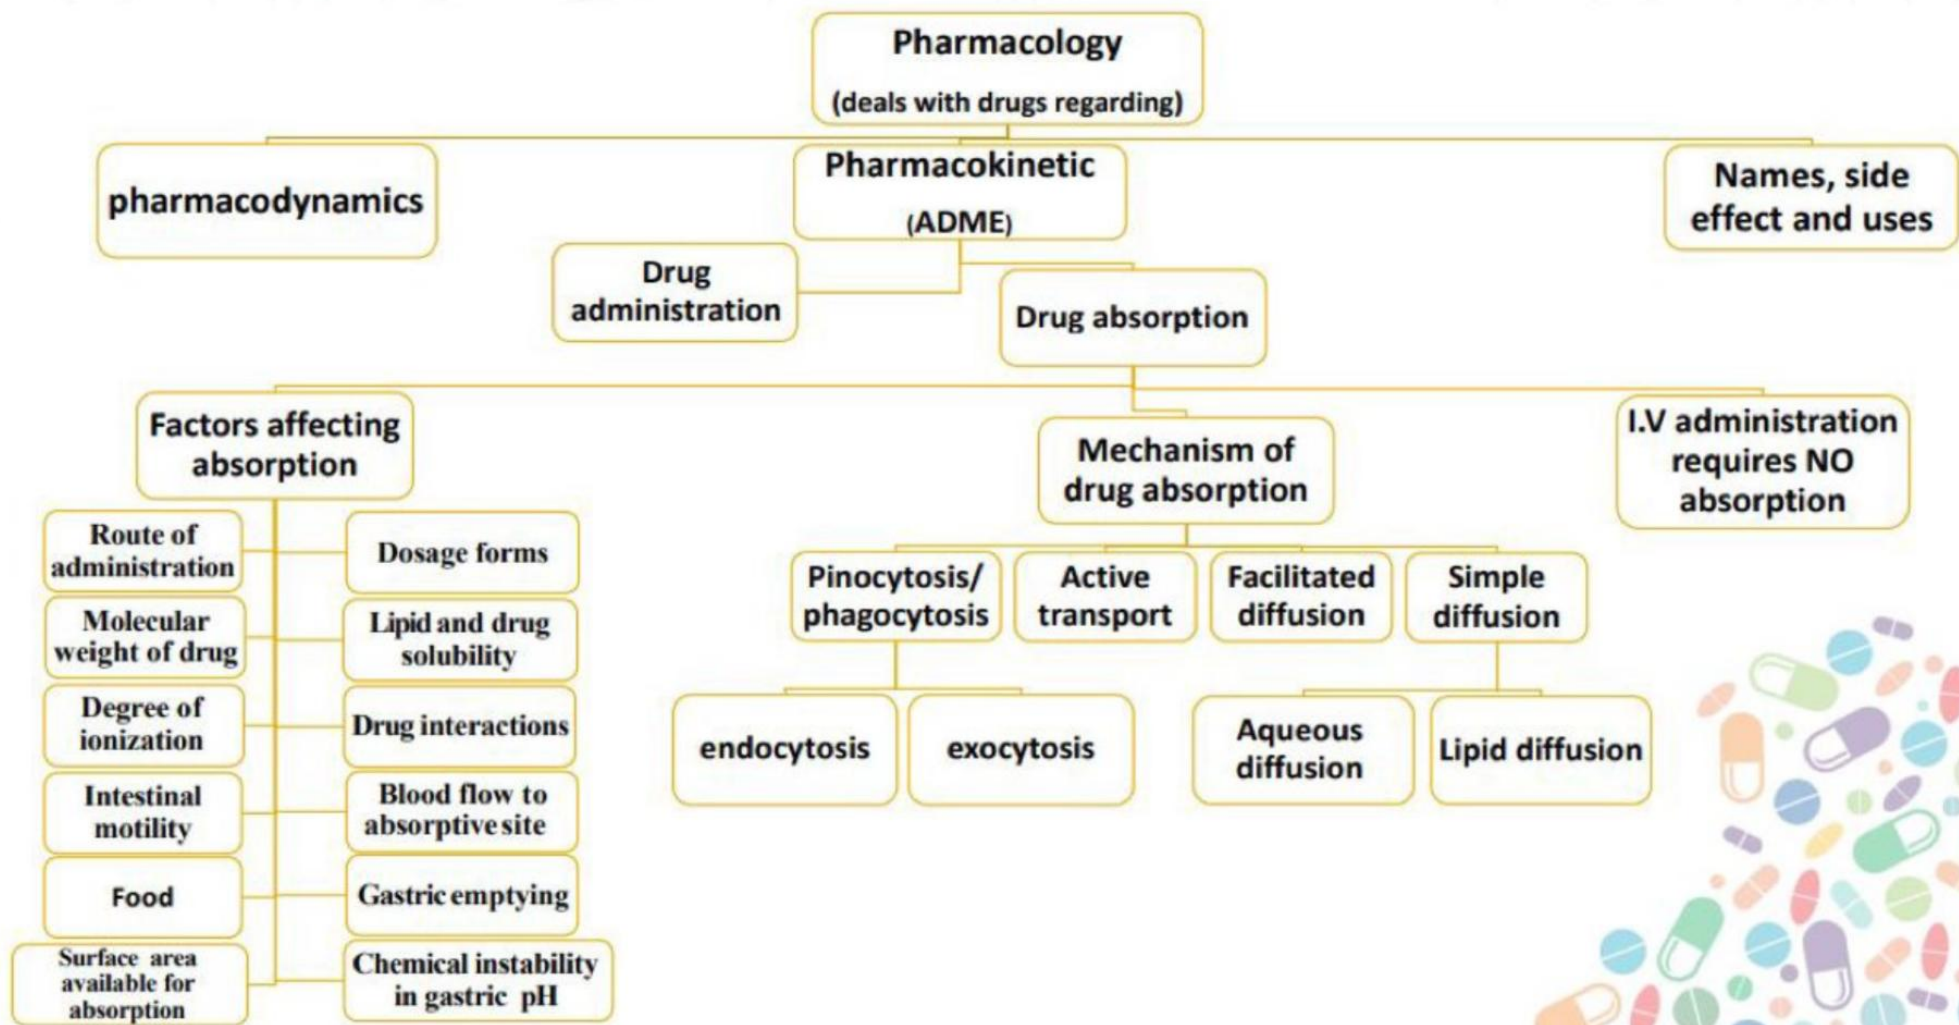 Pharmacology
(deals with drugs regarding)
pharmacodynamics
Pharmacokinetic
(ADME)
Names, side
effect and uses
Drug
administration
Drug absorption
Factors affecting
absorption
Mechanism of
drug absorption
I.V administration
requires NO
absorption
Route of
administration
Dosage forms
Molecular
weight of drug
Lipid and drug
solubility
Degree of
ionization
Drug interactions
Intestinal
motility
Blood flow to
absorptive site
Food
Gastric emptying
Surface area
available for
absorption
Chemical instability
in gastric pH
Pinocytosis/
phagocytosis
Active
transport
Facilitated
diffusion
Simple
diffusion
endocytosis
exocytosis
Aqueous
diffusion
Lipid diffusion